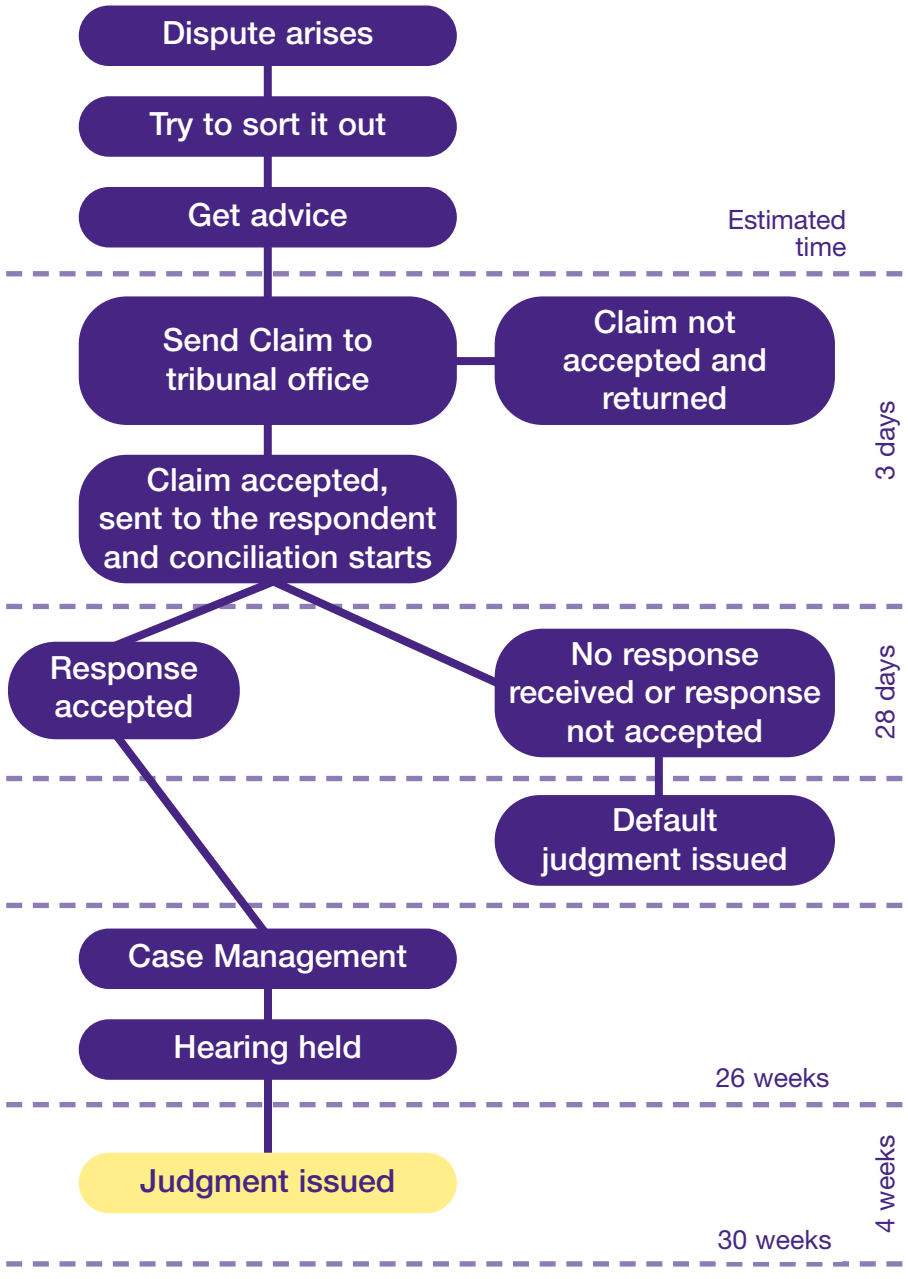 Dispute arises
Try to sort it out
Get advice
Estimated
time
Send Claim to
tribunal office
Claim not
accepted and
returned
3 days
Claim accepted,
sent to the respondent
and conciliation starts
Response
accepted
No response
received or response
not accepted
28 days
Default
judgment issued
Case Management
Hearing held
26 weeks
Judgment issued
4 weeks
30 weeks